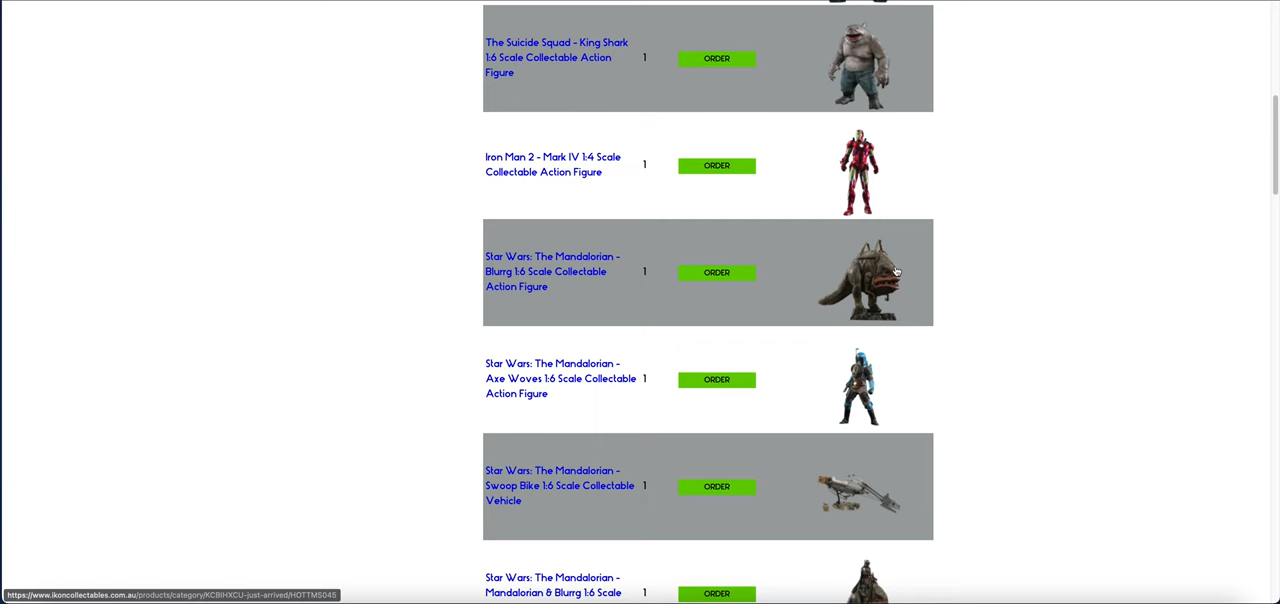 The Suicide Squad - King Shark
1:6 Scale Collectable Action
Figure
1
ORDER
Iron Man 2 - Mark IV 1:4 Scale
Collectable Action Figure
1
ORDER
Star Wars: The Mandalorian -
Blurrg 1:6 Scale Collectable
Action Figure
1
ORDER
Star Wars: The Mandalorian -
Axe Woves 1:6 Scale Collectable
Action Figure
1
ORDER
Star Wars: The Mandalorian -
Swoop Bike 1:6 Scale Collectable
Vehicle
1
ORDER
Star Wars: The Mandalorian -
Mandalorian & Blurrg 1:6 Scale
1
ORDER
https://www.ikoncollectables.com.au/products/category/KCBIHXCU-just-arrived/HOTTMS045